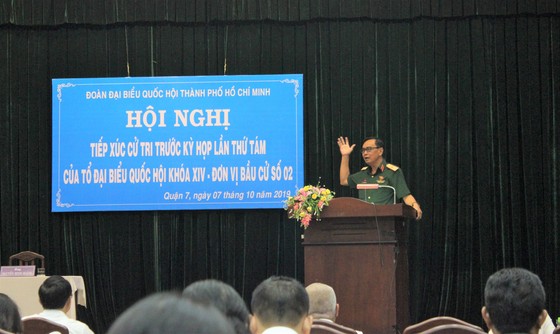 ĐOÀN ĐẠI BIỂU QUỐC HỘI THÀNH PHỐ HỒ CHÍ MINH
HỘI NGHỊ
TIẾP XÚC CỬ TRI TRƯỚC KỲ HỌP LẦN THỨ TÁM
CỦA TỔ ĐẠI BIỂU QUỐC HỘI KHÓA XIV - ĐƠN VỊ BẦU CỬ SỐ 02
Quận 7, ngày 07 tháng 10 năm 2019